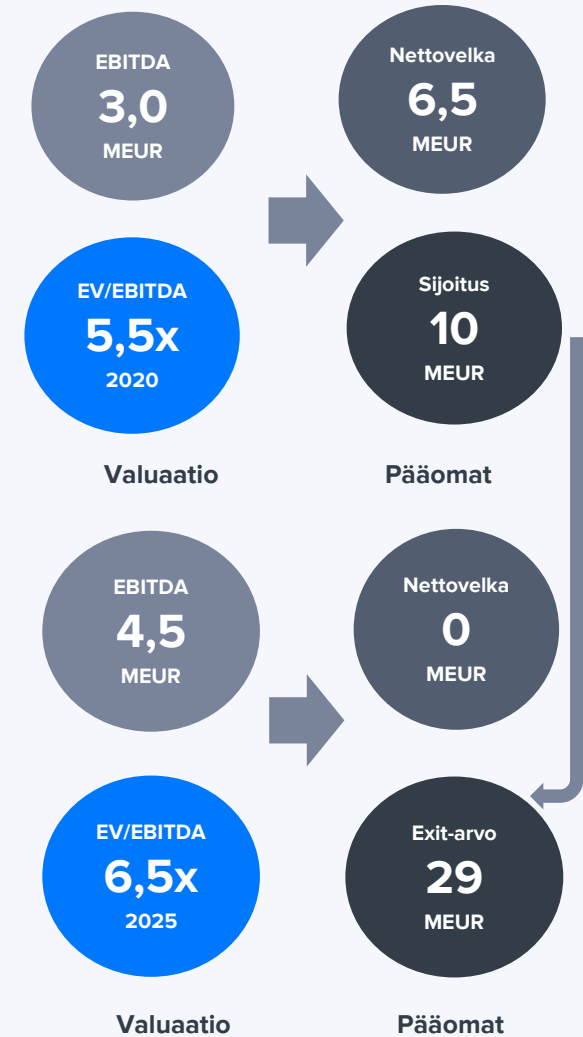 EBITDA
3,0
MEUR
Nettovelka
6,5
MEUR
EV/EBITDA
5,5x
2020
Sijoitus
10
MEUR
Valuaatio
Pääomat
EBITDA
4,5
MEUR
Nettovelka
0
MEUR
EV/EBITDA
6,5x
2025
Exit-arvo
29
MEUR
Valuaatio
Pääomat